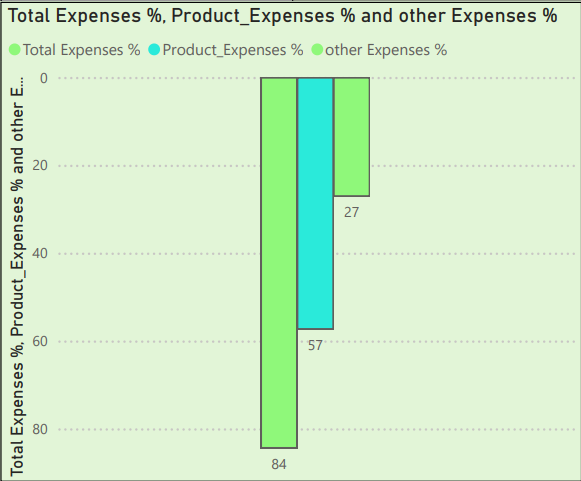 Total Expenses %, Product_Expenses % and other Expenses %
Total Expenses % Product_Expenses % other Expenses %
Total Expenses %, Product_Expenses % and other E...
0
20
40
60
80
27
57
84